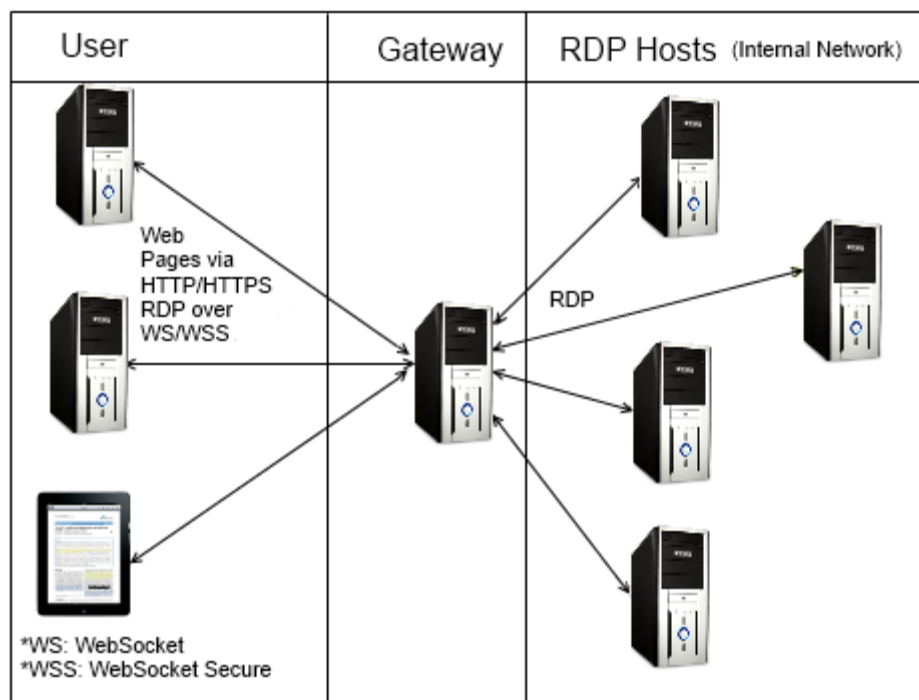 User
Gateway
RDP Hosts (Internal Network)
Web
Pages via
HTTP/HTTPS
RDP over
WS/WSS
RDP
*WS: WebSocket
*WSS: WebSocket Secure